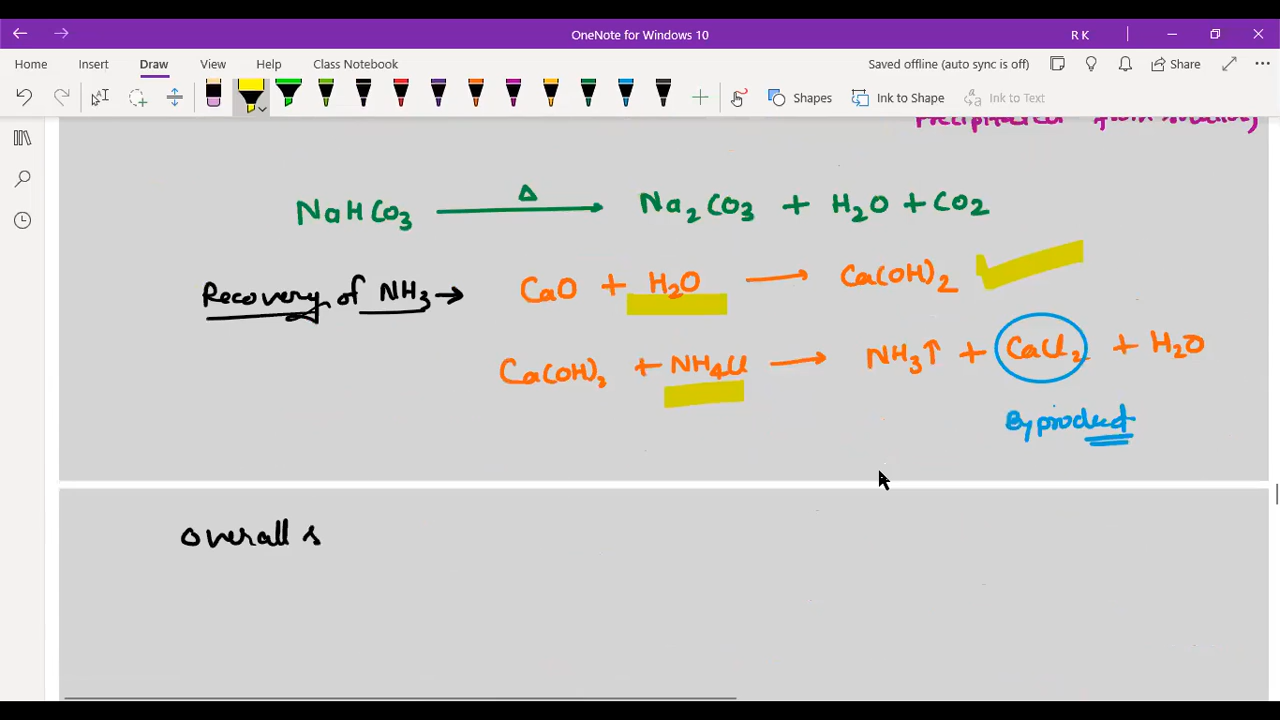 OneNote for Windows 10
R K
Home Insert Draw View Help Class Notebook
Saved offline (auto sync is off) Share
Shapes Ink to Shape Ink to Text
from
NaHCO3 Δ → Na2CO3 + H2O + CO2
Recovery of NH3 → CaO + H2O → Ca(OH)2
Ca(OH)2 + NH4Cl → NH3↑ + CaCl2 + H2O
Byproduct
Overall s